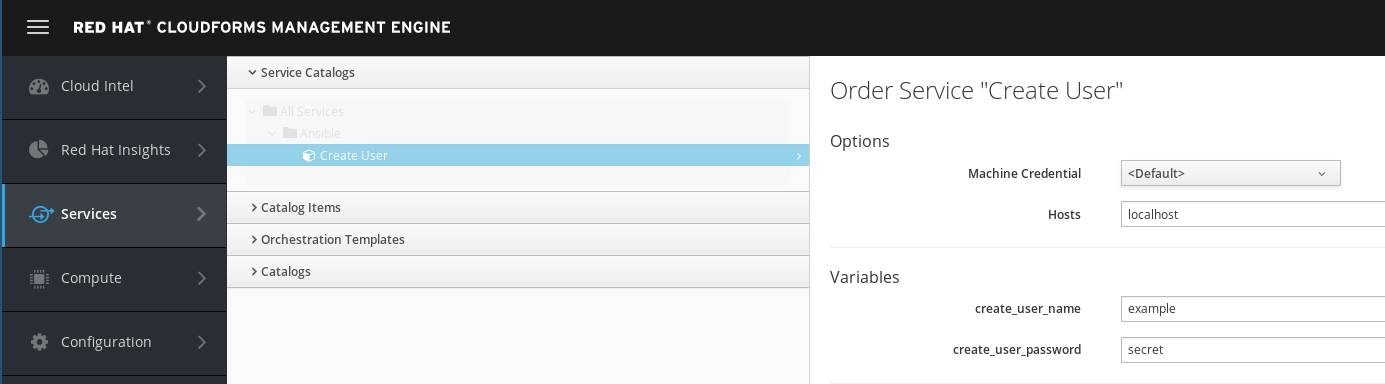 RED HAT® CLOUDFORMS MANAGEMENT ENGINE
Cloud Intel
Red Hat Insights
Services
Compute
Configuration
Service Catalogs
All Services
Ansible
Create User
Catalog Items
Orchestration Templates
Catalogs
Order Service "Create User"
Options
Machine Credential <Default>
Hosts localhost
Variables
create_user_name example
create_user_password secret